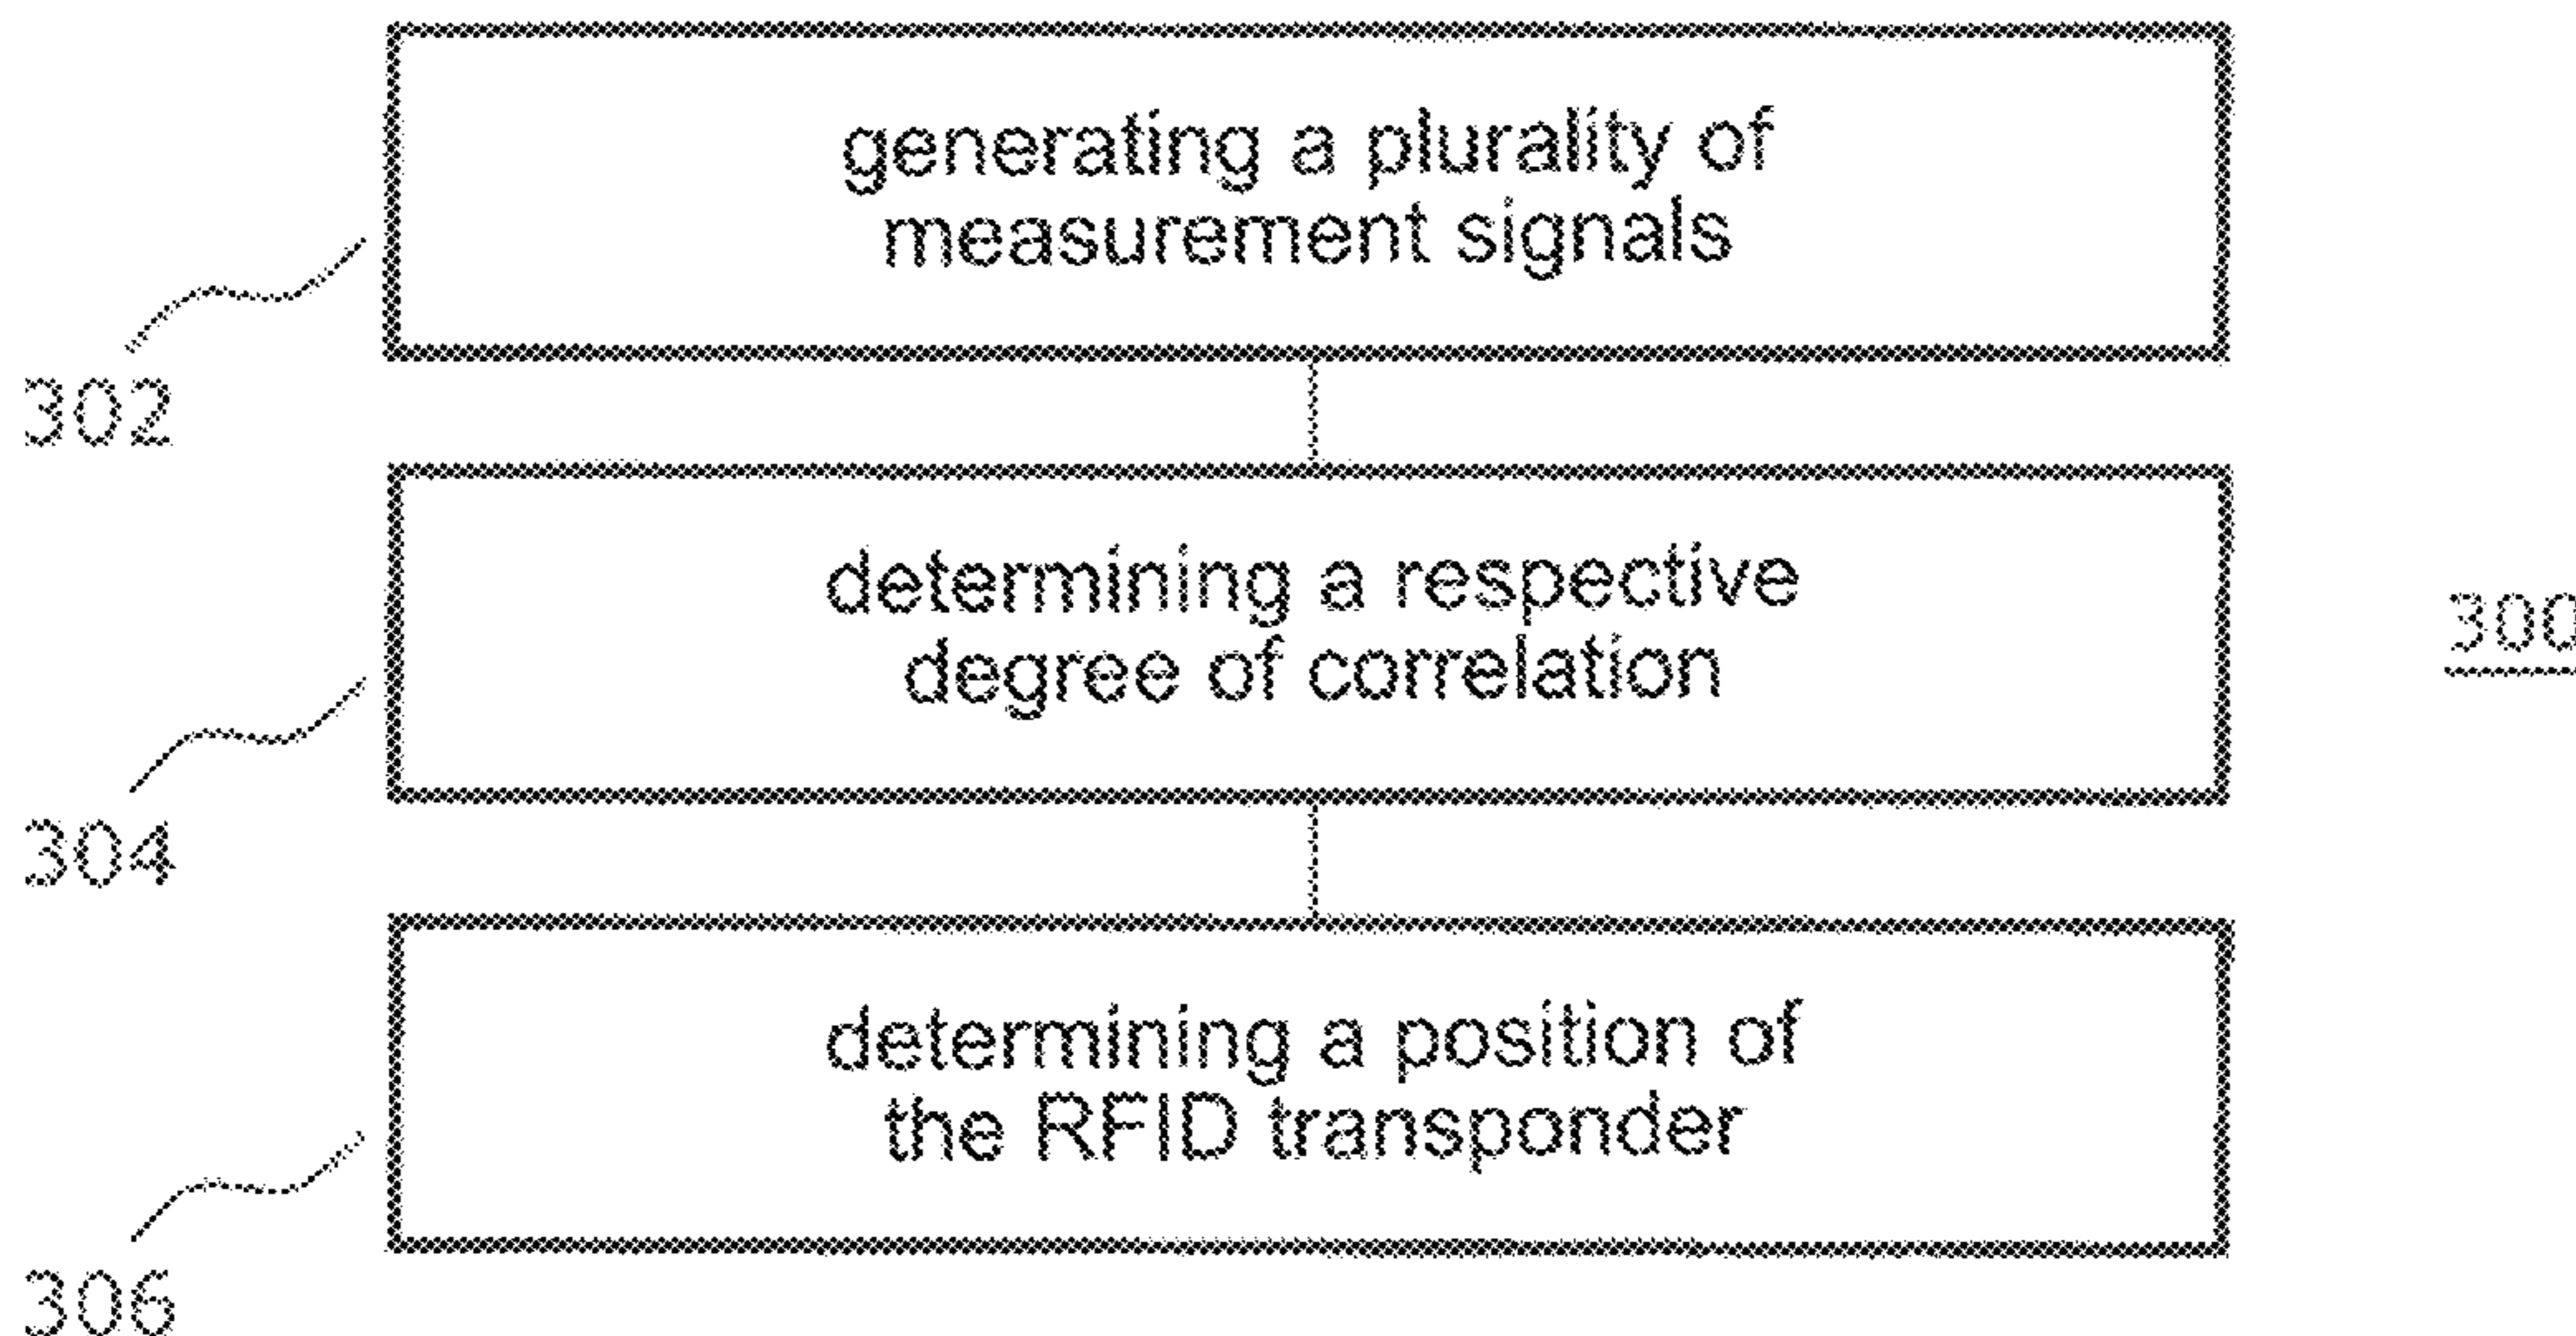 generating a plurality of
measurement signals
302
determining a respective
degree of correlation
300
304
determining a position of
the RFID transponder
306